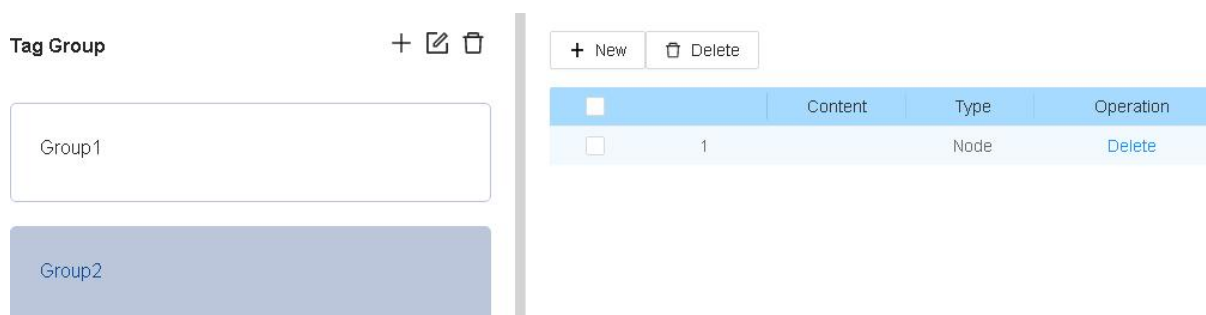 Tag Group
Group1
Group2
New Delete
Content Type Operation
1 Node Delete